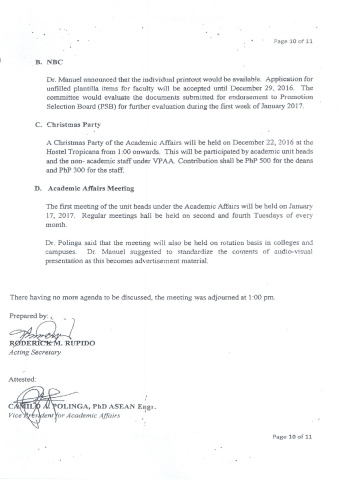 Page 10 of 11
B. NBC
Dr. Manuel announced that the individual printout would be available. Application for
unfilled plantilla items for faculty will be accepted until December 29, 2016. The
committee would evaluate the documents submitted for endorsement to Promotion
Selection Board (PSB) for further evaluation during the first week of January 2017.
C. Christmas Party
A Christmas Party of the Academic Affairs will be held on December 22, 2016 at the
Hostel Tropicana from 1:00 onwards. This will be participated by academic unit heads
and the non- academic staff under VPAA. Contribution shall be PhP 500 for the deans
and PhP 300 for the staff.
D. Academic Affairs Meeting
The first meeting of the unit heads under the Academic Affairs will be held on January
17, 2017. Regular meetings hall be held on second and fourth Tuesdays of every
month.
Dr. Polinga said that the meeting will also be held on rotation basis in colleges and
campuses. Dr. Manuel suggested to standardize the contents of audio-visual
presentation as this becomes advertisement material.
There having no more agenda to be discussed, the meeting was adjourned at 1:00 pm.
Prepared by:
RODERICK M. RUPIDO
Acting Secretary
Attested:
CAMILO A. POLINGA, PhD ASEAN Engr.
Vice President for Academic Affairs
Page 10 of 11